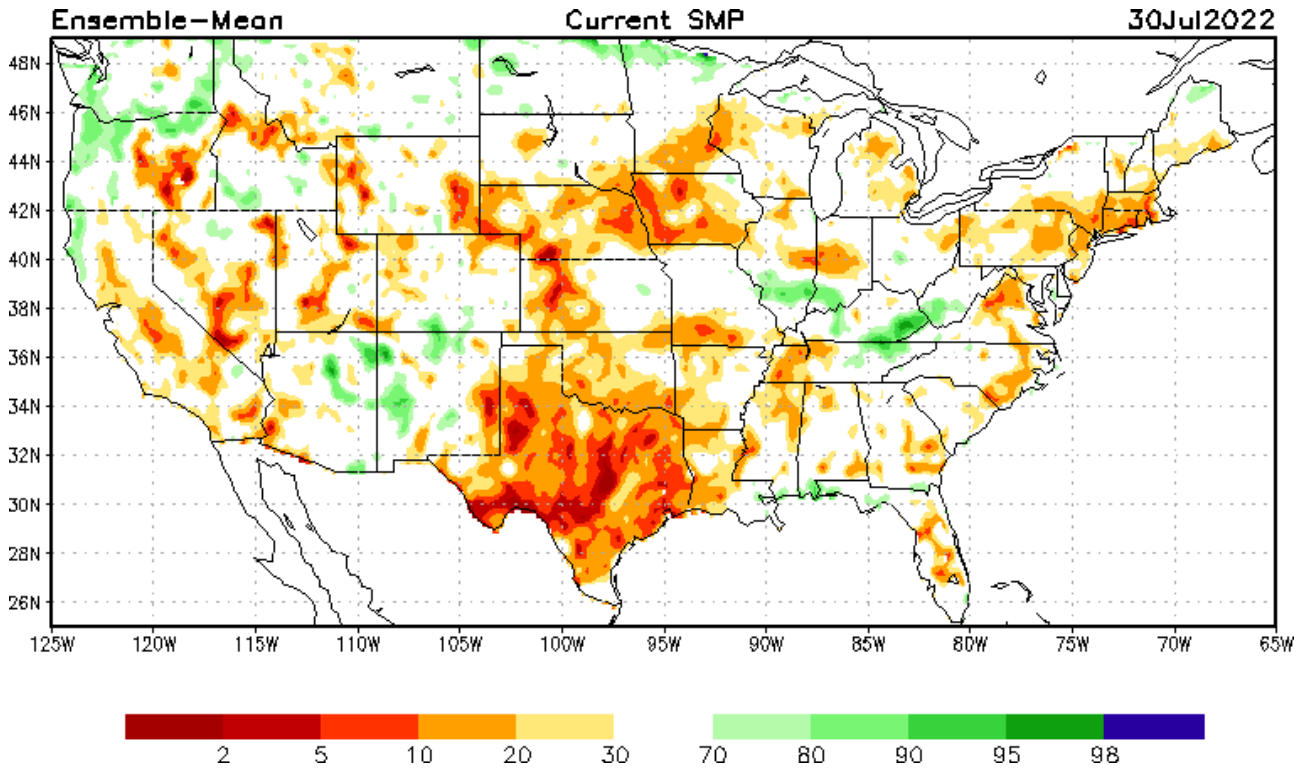 Ensemble-Mean Current SMP 30Jul2022
48N
46N
44N
42N
40N
38N
36N
34N
32N
30N
28N
26N
125W 120W 115W 110W 105W 100W 95W 90W 85W 80W 75W 70W 65W
2 5 10 20 30 70 80 90 95 98